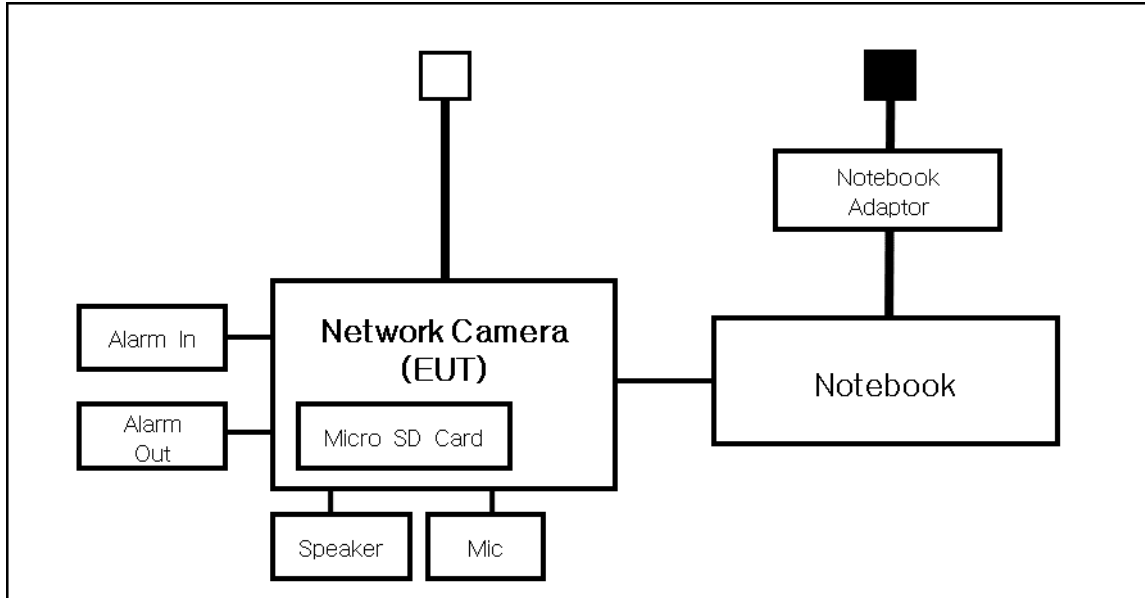 Notebook
Adaptor
Network Camera
(EUT)
Alarm In
Notebook
Alarm
Out
Micro SD Card
Speaker
Mic